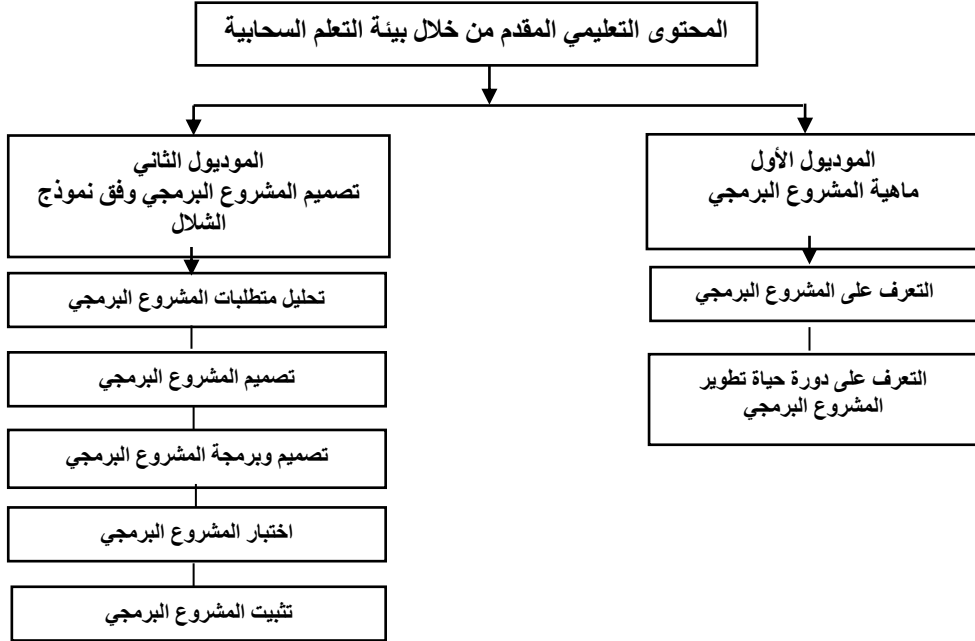 المحتوى التعليمي المقدم من خلال بيئة التعلم السحابية
الموديول الأول
ماهية المشروع البرمجي
التعرف على المشروع البرمجي
التعرف على دورة حياة تطوير
المشروع البرمجي
الموديول الثاني
تصميم المشروع البرمجي وفق نموذج
الشلال
تحليل متطلبات المشروع البرمجي
تصميم المشروع البرمجي
تصميم وبرمجة المشروع البرمجي
اختبار المشروع البرمجي
تثبيت المشروع البرمجي